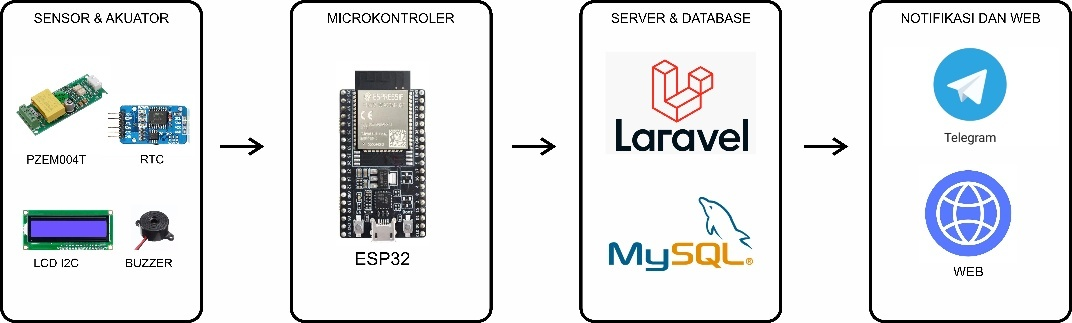 SENSOR & AKUATOR
PZEM004T
RTC
LCD I2C
BUZZER
MICROKONTROLER
ESP32
SERVER & DATABASE
Laravel
MySQL®
NOTIFIKASI DAN WEB
Telegram
WEB